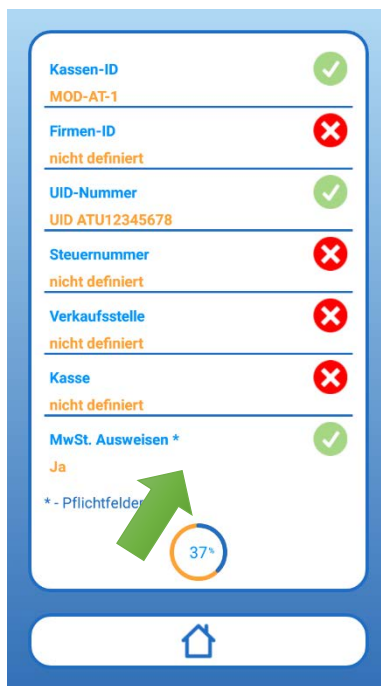 Kassen-ID
MOD-AT-1
Firmen-ID
nicht definiert
UID-Nummer
UID ATU12345678
Steuernummer
nicht definiert
Verkaufsstelle
nicht definiert
Kasse
nicht definiert
MwSt. Ausweisen *
Ja
* - Pflichtfelder
37%